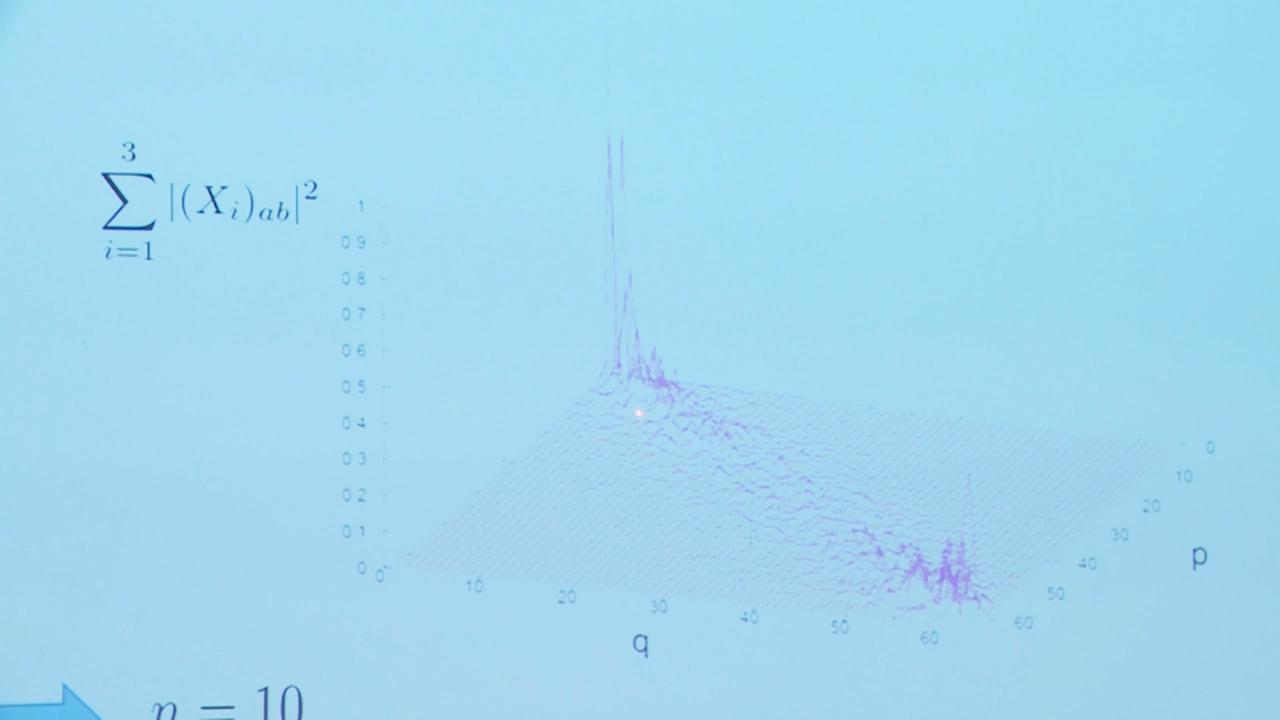 3
∑ |(X_i)_{ab}|^2
i=1
1
0 9
0 8
0 7
0 6
0 5
0 4
0 3
0 2
0 1
0
0 10 20 30 40 50 60
q
0 10 20 30 40 50 60
p
n = 10